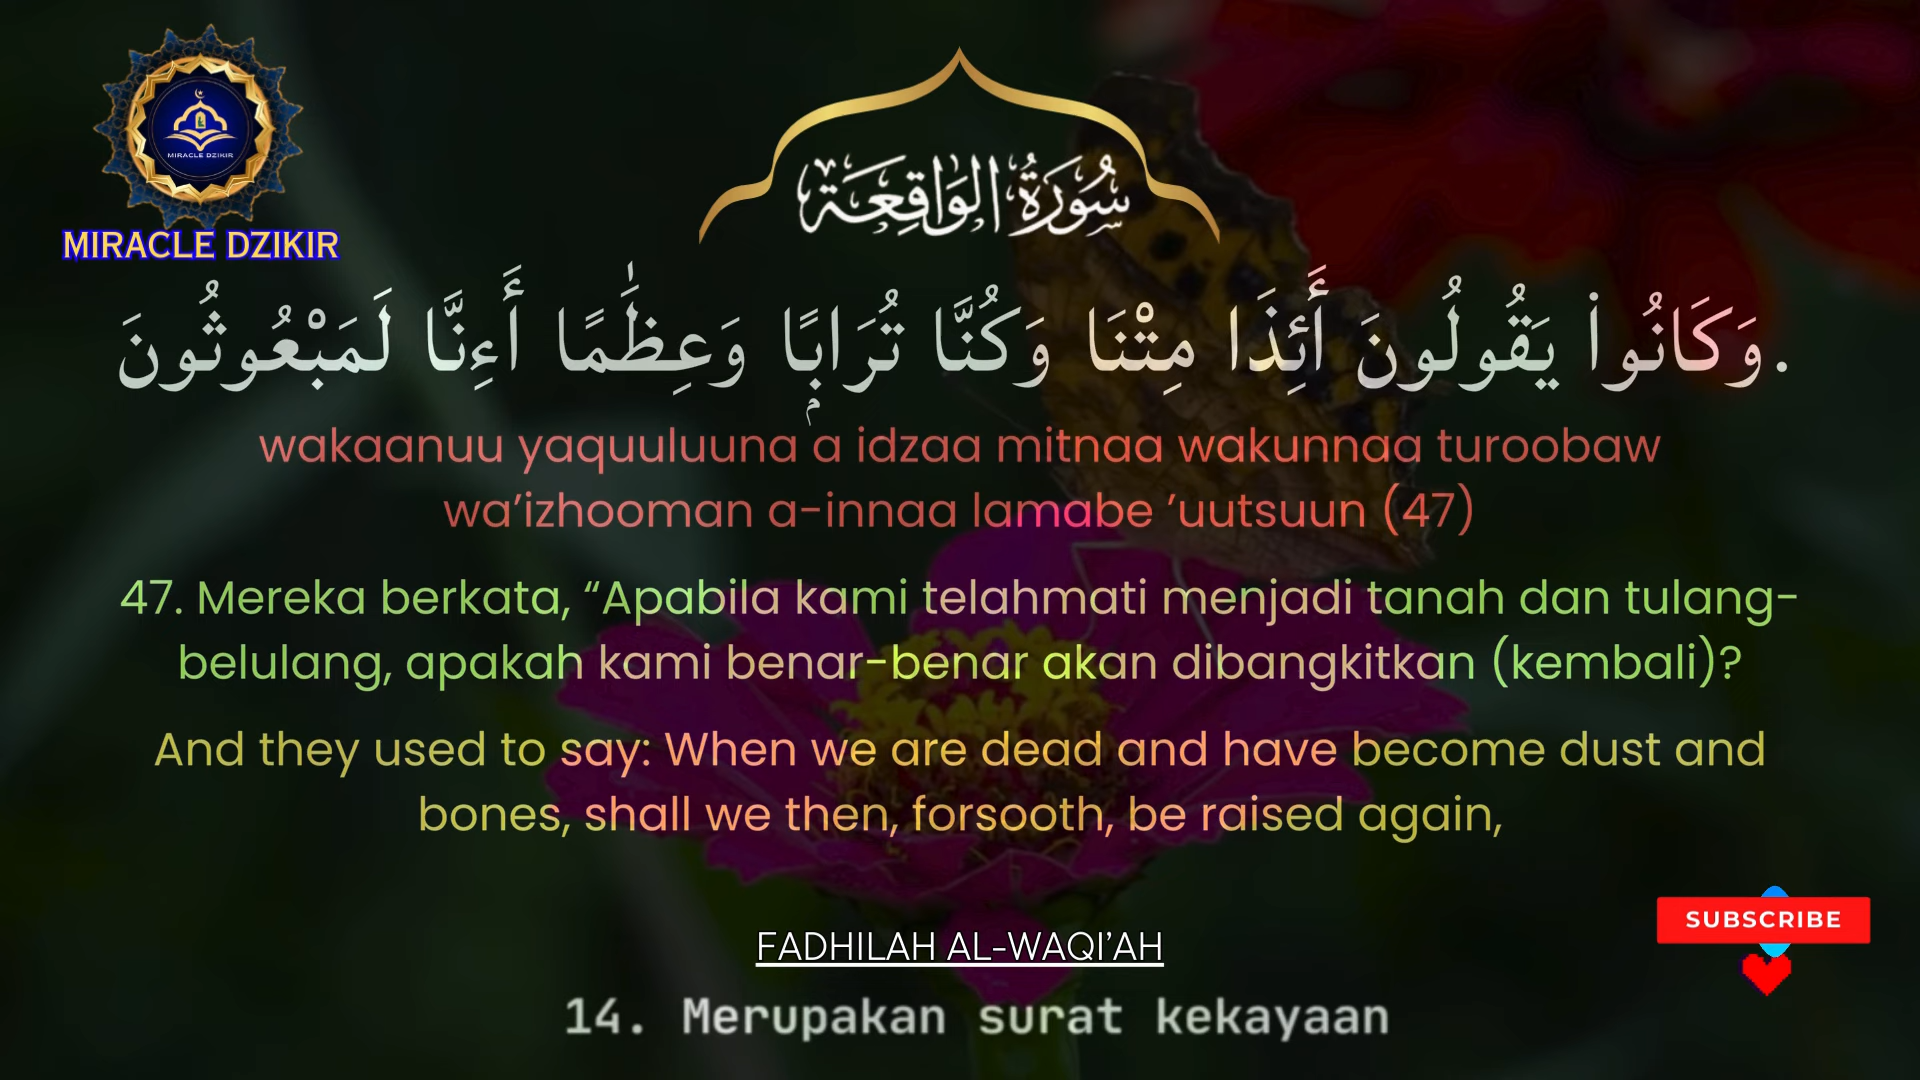 MIRACLE DZIKIR
MIRACLE DZIKIR
سُورَةُ الوَاقِعَة
وَكَانُوا۟ يَقُولُونَ أَئِذَا مِتْنَا وَكُنَّا تُرَابًۭا وَعِظَٰمًا أَءِنَّا لَمَبْعُوثُونَ.
wakaanuu yaquuluuna a idzaa mitnaa wakunnaa turoobaw
wa’izhooman a-innaa lamabe ’uutsuun (47)
47. Mereka berkata, “Apabila kami telahmati menjadi tanah dan tulang-
belulang, apakah kami benar-benar akan dibangkitkan (kembali)?
And they used to say: When we are dead and have become dust and
bones, shall we then, forsooth, be raised again,
FADHILAH AL-WAQI’AH
SUBSCRIBE
14. Merupakan surat kekayaan